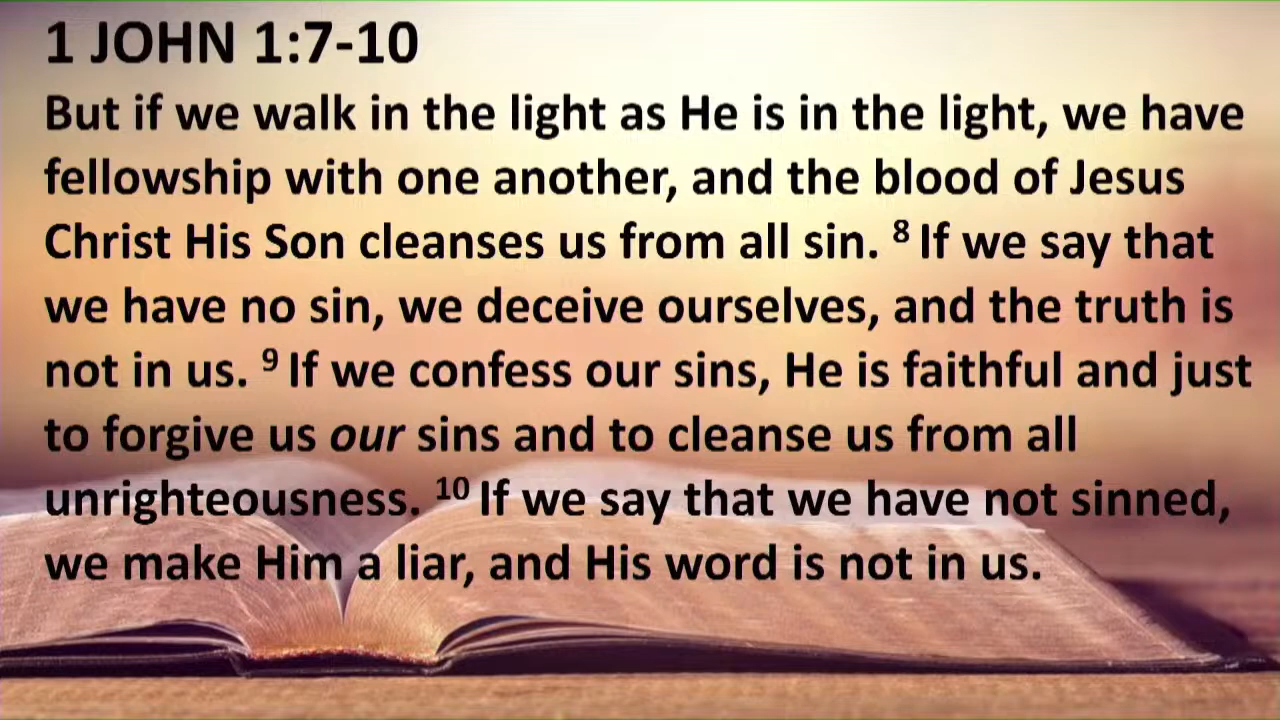 1 JOHN 1:7-10
But if we walk in the light as He is in the light, we have
fellowship with one another, and the blood of Jesus
Christ His Son cleanses us from all sin. ⁸ If we say that
we have no sin, we deceive ourselves, and the truth is
not in us. ⁹ If we confess our sins, He is faithful and just
to forgive us our sins and to cleanse us from all
unrighteousness. ¹⁰ If we say that we have not sinned,
we make Him a liar, and His word is not in us.